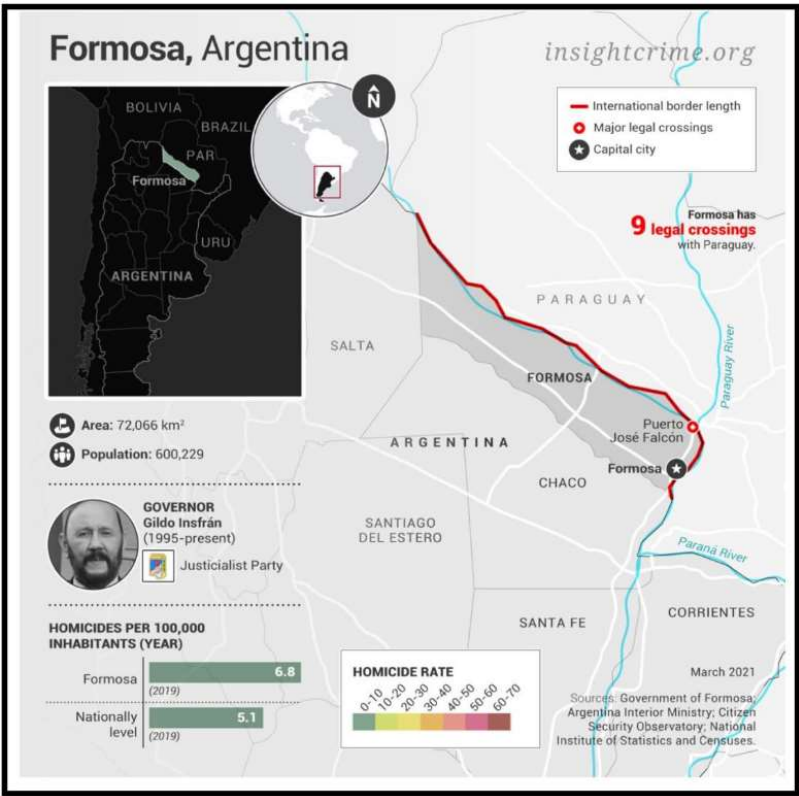 Formosa, Argentina
insightcrime.org
BOLIVIA
BRAZIL
PAR
Formosa
URU
ARGENTINA
N
International border length
Major legal crossings
Capital city
Formosa has
9 legal crossings
with Paraguay.
PARAGUAY
SALTA
FORMOSA
Paraguay River
Puerto
José Falcón
ARGENTINA
Formosa
CHACO
SANTIAGO
DEL ESTERO
Paraná River
SANTA FE
CORRIENTES
Area: 72,066 km²
Population: 600,229
GOVERNOR
Gildo Insfrán
(1995-present)
Justicialist Party
HOMICIDES PER 100,000
INHABITANTS (YEAR)
Formosa
6.8
(2019)
Nationally
level
5.1
(2019)
HOMICIDE RATE
0-10
10-20
20-30
30-40
40-50
50-60
60-70
March 2021
Sources: Government of Formosa;
Argentina Interior Ministry; Citizen
Security Observatory; National
Institute of Statistics and Censuses.